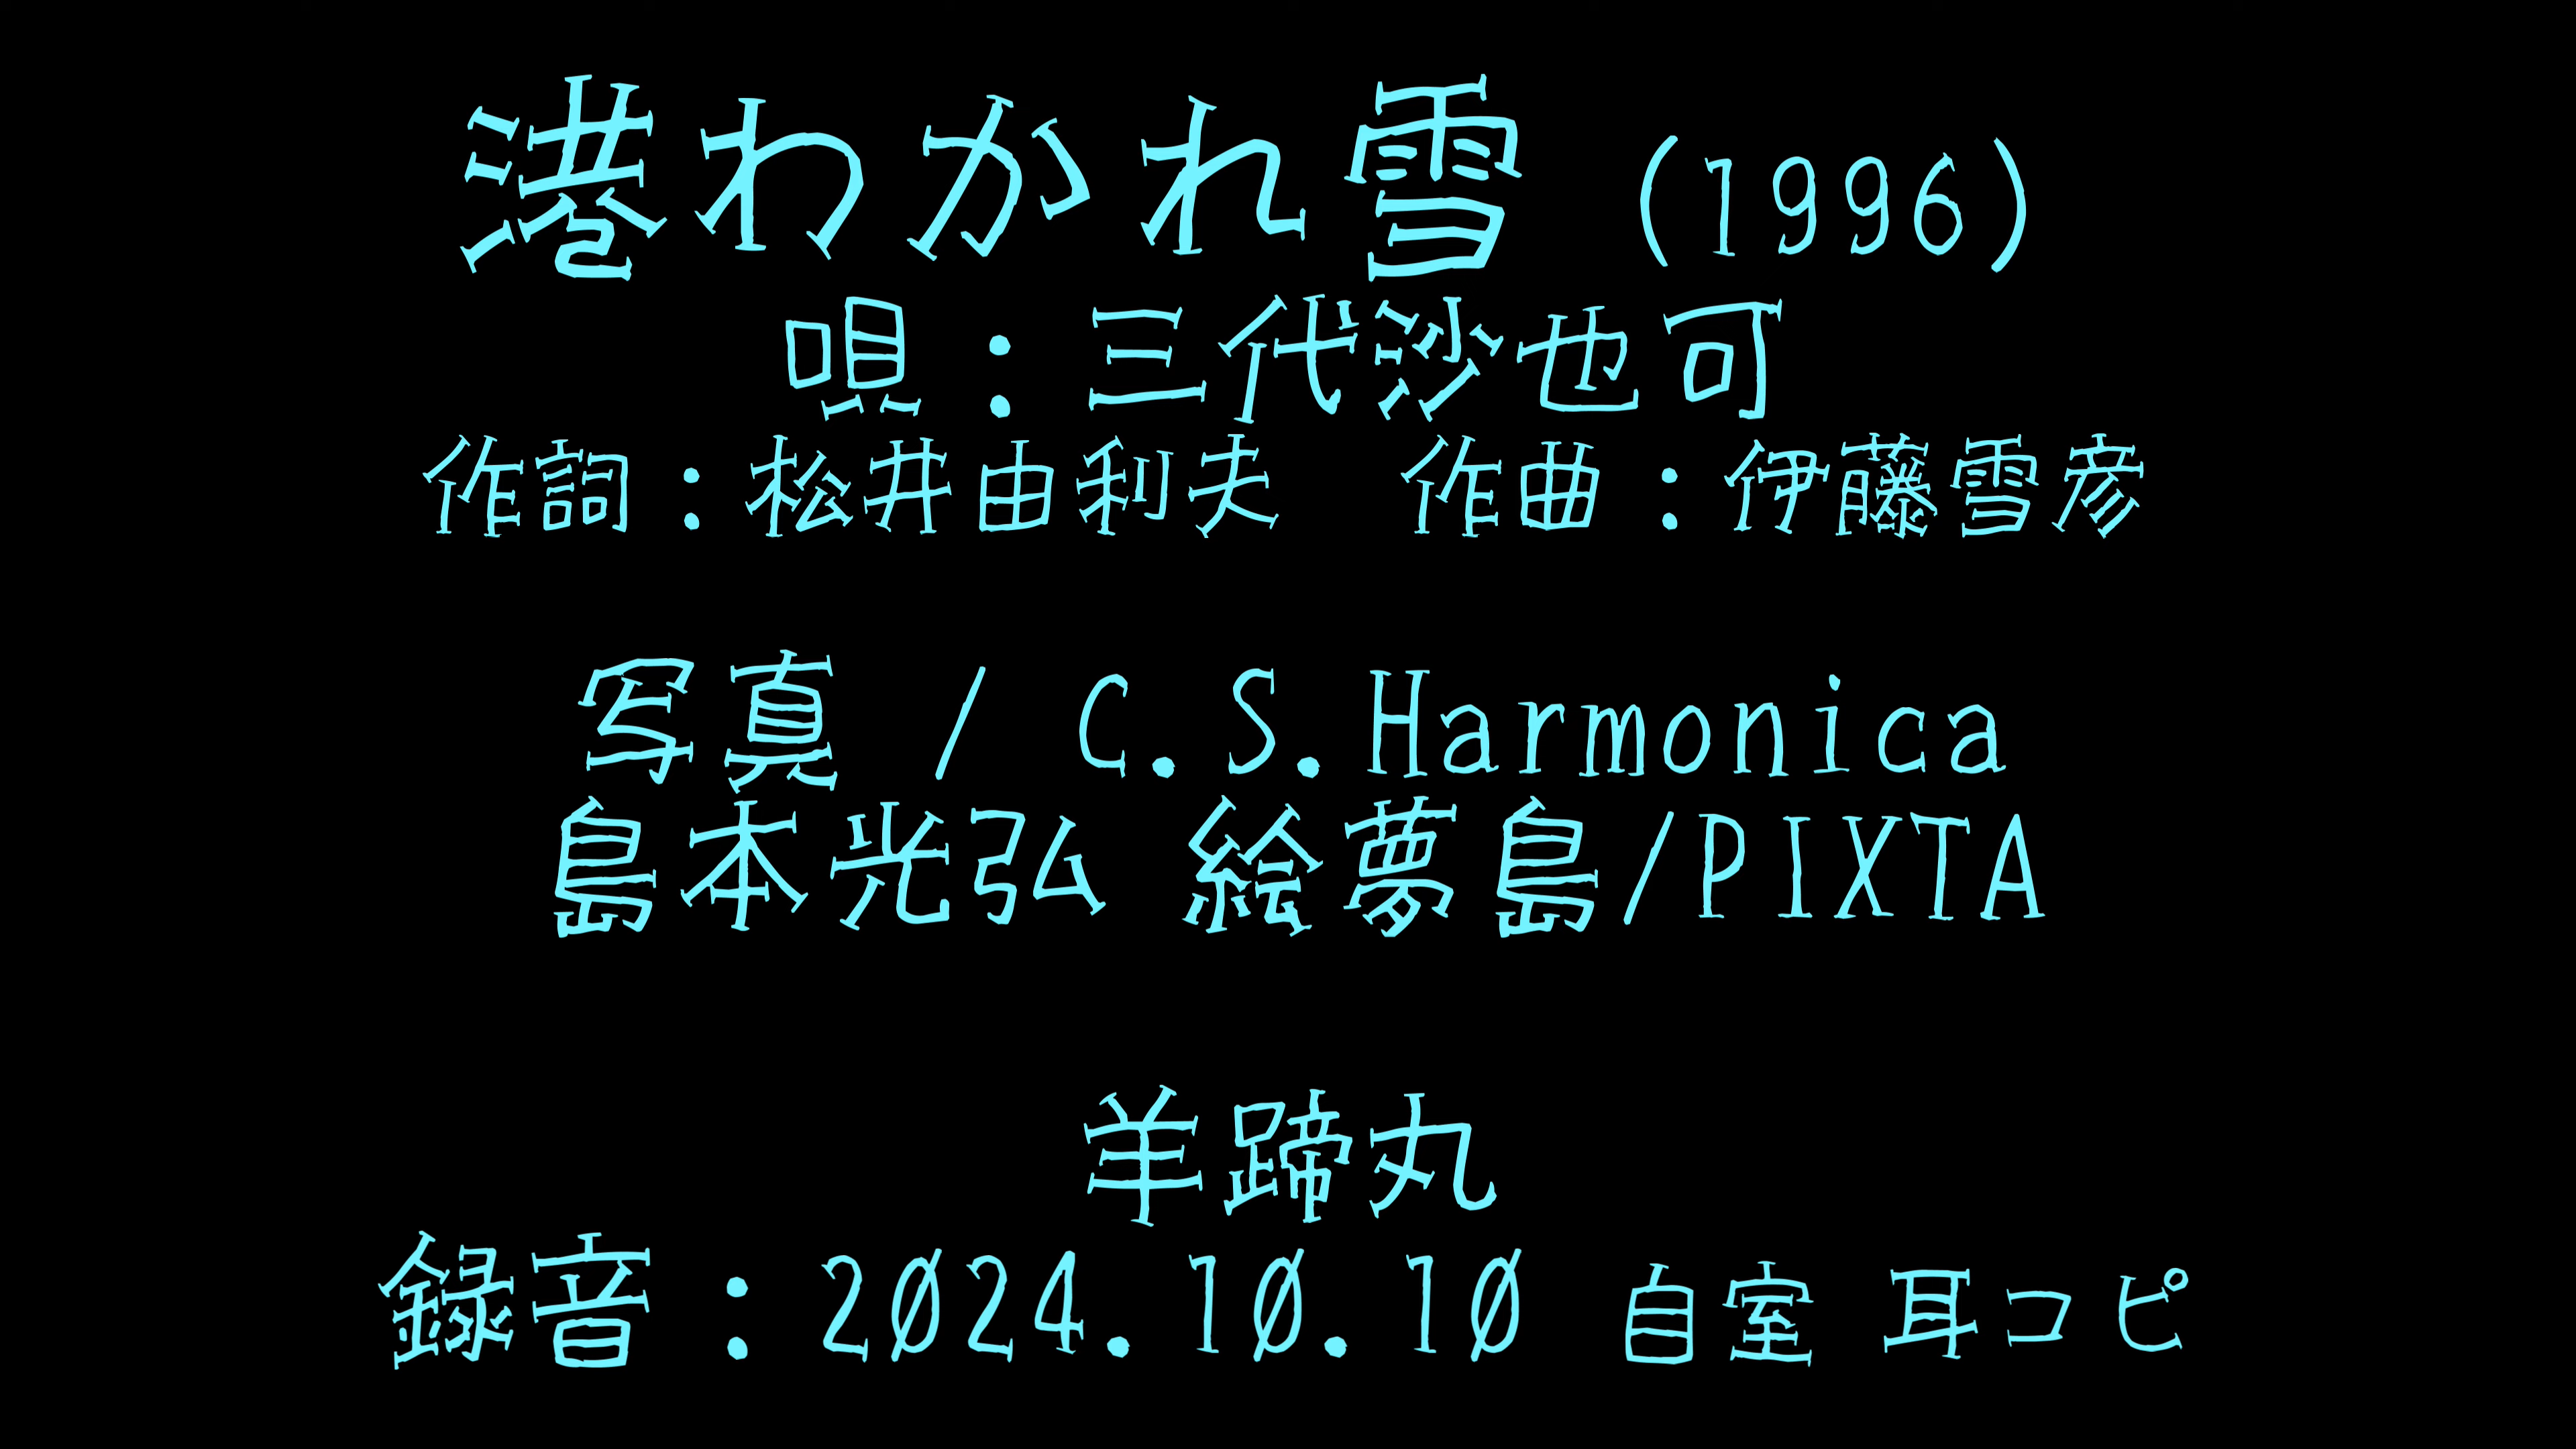 港わかれ雪 (1996)
唄：三代沙也可
作詞：松井由利夫　作曲：伊藤雪彦
写真 / C.S.Harmonica
島本光弘 絵夢島/PIXTA
羊蹄丸
録音：2024.10.10 自室 耳コピ